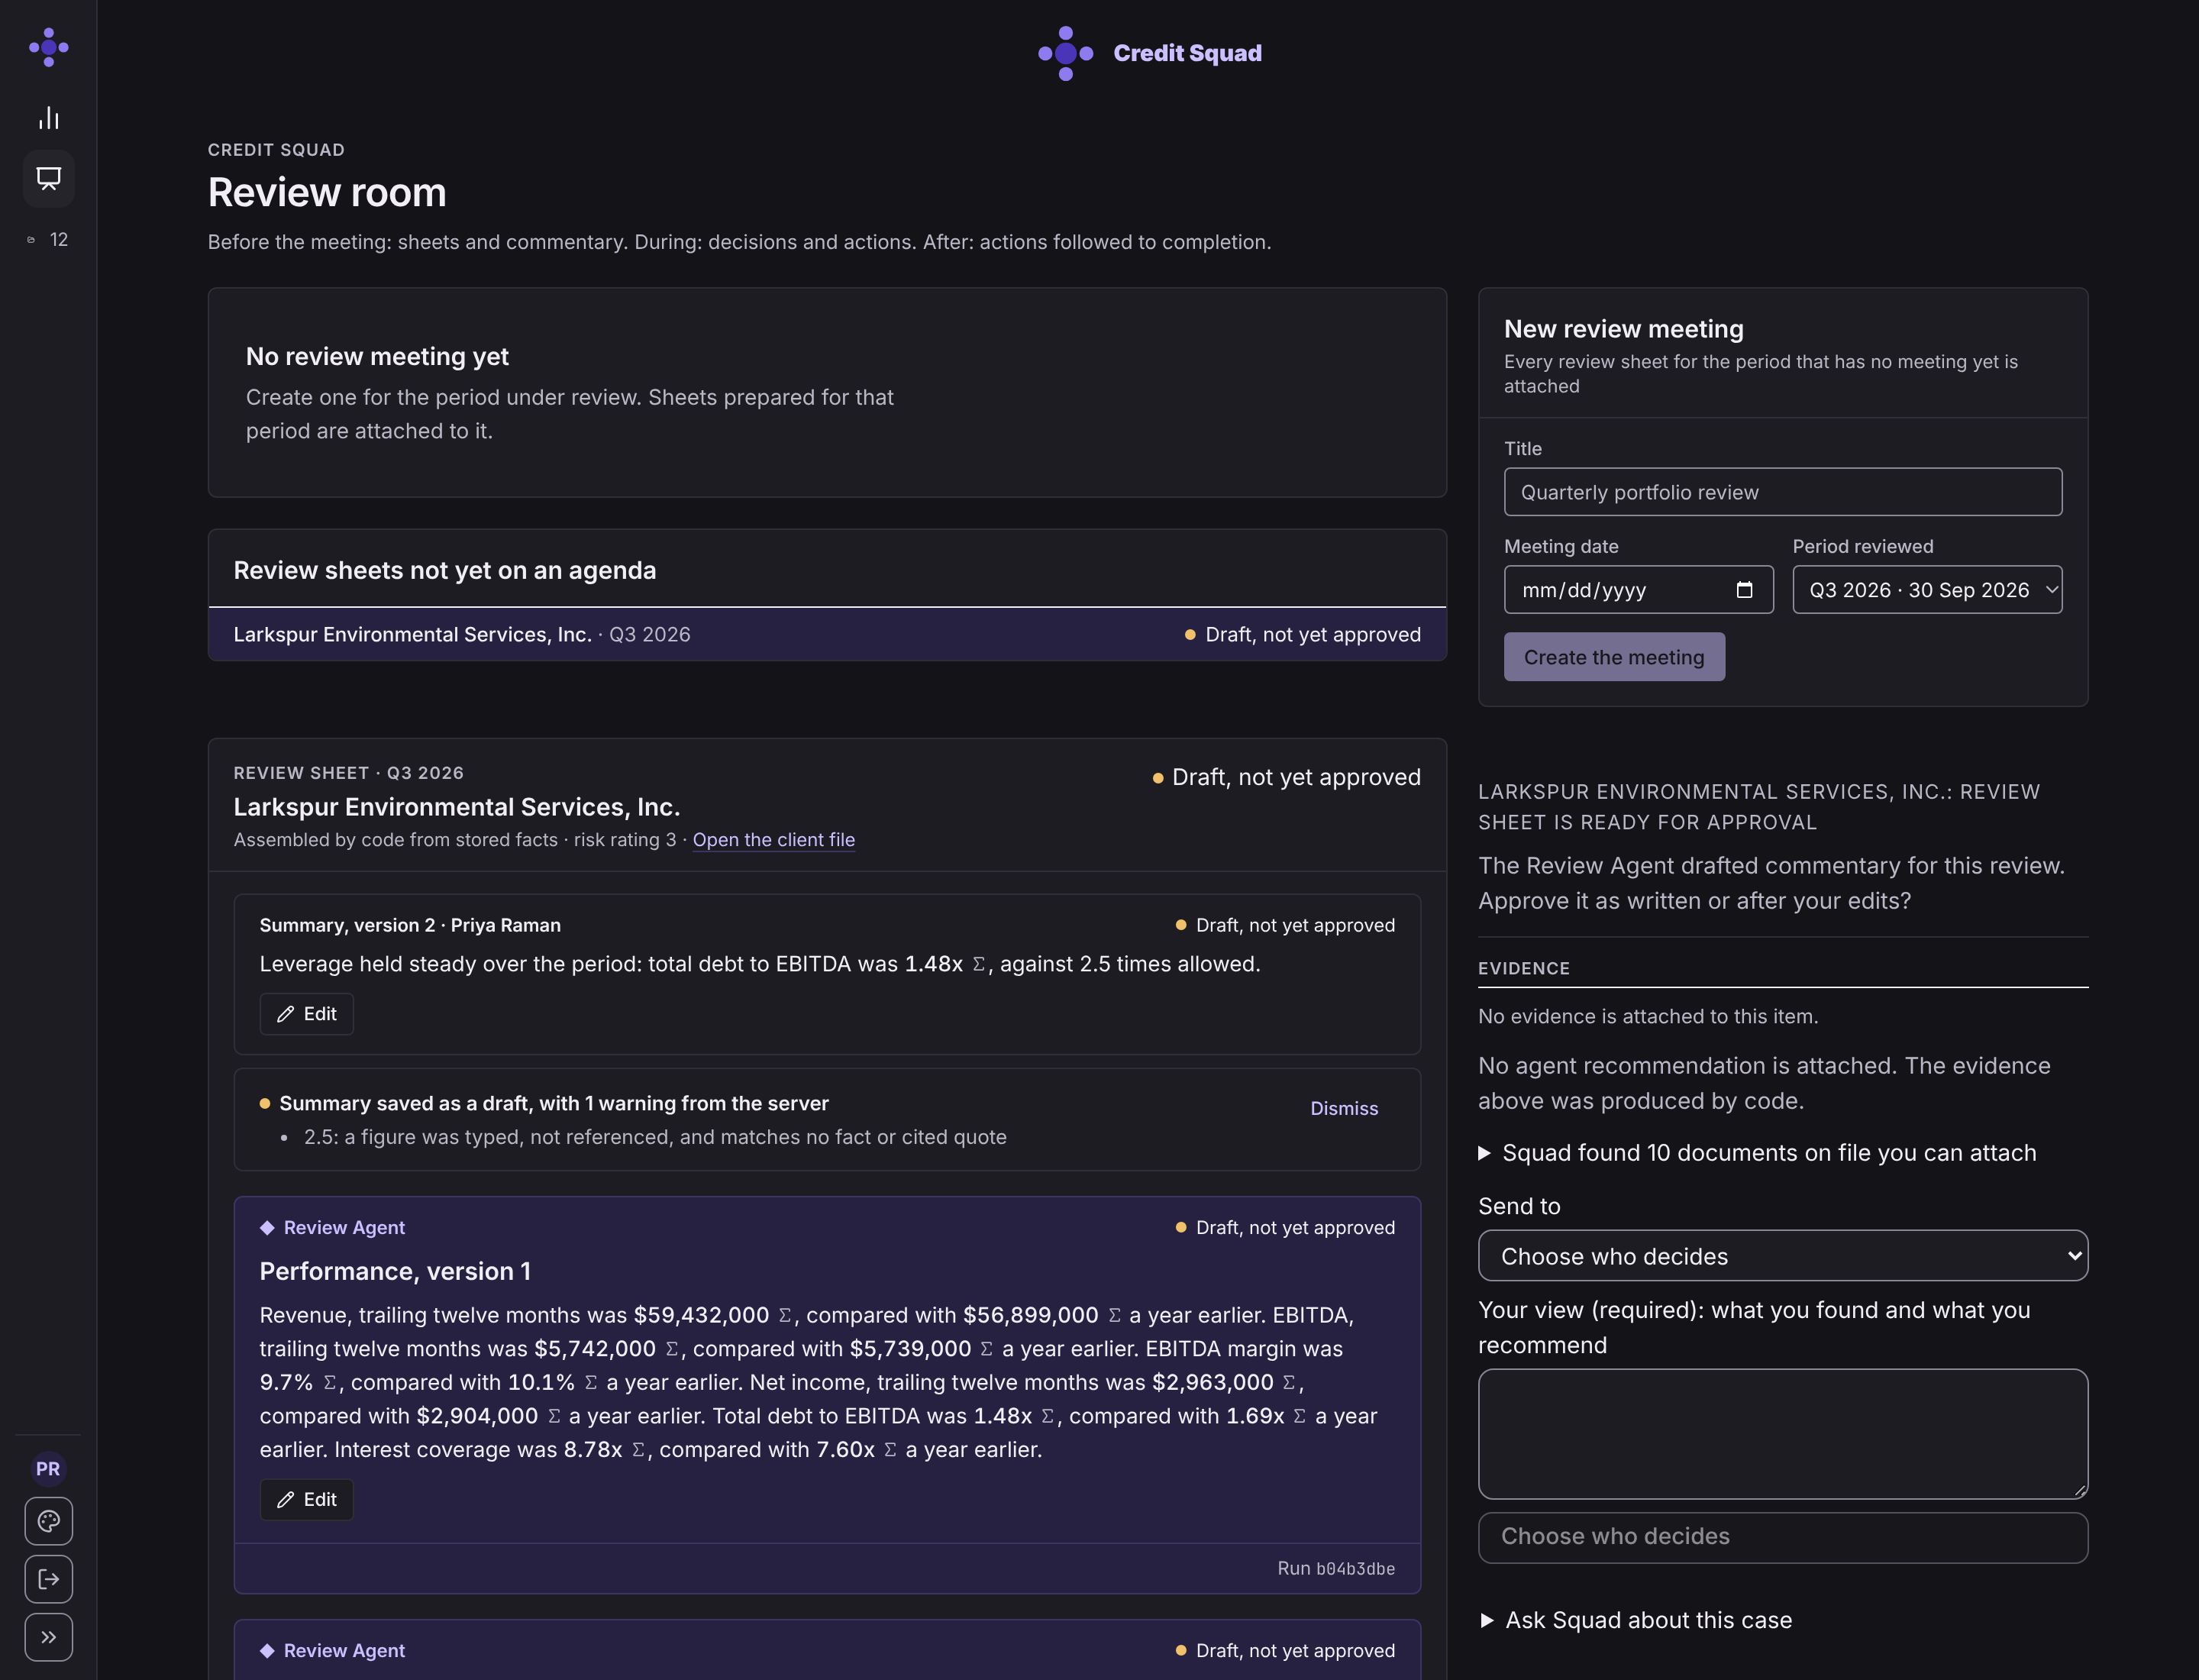 Credit Squad
12
CREDIT SQUAD
Review room
Before the meeting: sheets and commentary. During: decisions and actions. After: actions followed to completion.
No review meeting yet
Create one for the period under review. Sheets prepared for that
period are attached to it.
Review sheets not yet on an agenda
Larkspur Environmental Services, Inc. · Q3 2026
Draft, not yet approved
New review meeting
Every review sheet for the period that has no meeting yet is
attached
Title
Quarterly portfolio review
Meeting date
Period reviewed
mm/dd/yyyy
Q3 2026 · 30 Sep 2026
Create the meeting
REVIEW SHEET · Q3 2026
Draft, not yet approved
Larkspur Environmental Services, Inc.
Assembled by code from stored facts · risk rating 3 · Open the client file
Summary, version 2 · Priya Raman
Draft, not yet approved
Leverage held steady over the period: total debt to EBITDA was 1.48x Σ, against 2.5 times allowed.
Edit
Summary saved as a draft, with 1 warning from the server
Dismiss
• 2.5: a figure was typed, not referenced, and matches no fact or cited quote
Review Agent
Draft, not yet approved
Performance, version 1
Revenue, trailing twelve months was $59,432,000 Σ, compared with $56,899,000 Σ a year earlier. EBITDA,
trailing twelve months was $5,742,000 Σ, compared with $5,739,000 Σ a year earlier. EBITDA margin was
9.7% Σ, compared with 10.1% Σ a year earlier. Net income, trailing twelve months was $2,963,000 Σ,
compared with $2,904,000 Σ a year earlier. Total debt to EBITDA was 1.48x Σ, compared with 1.69x Σ a year
earlier. Interest coverage was 8.78x Σ, compared with 7.60x Σ a year earlier.
Edit
Run b04b3dbe
Review Agent
Draft, not yet approved
LARKSPUR ENVIRONMENTAL SERVICES, INC.: REVIEW
SHEET IS READY FOR APPROVAL
The Review Agent drafted commentary for this review.
Approve it as written or after your edits?
EVIDENCE
No evidence is attached to this item.
No agent recommendation is attached. The evidence
above was produced by code.
Squad found 10 documents on file you can attach
Send to
Choose who decides
Your view (required): what you found and what you
recommend
Choose who decides
Ask Squad about this case
PR